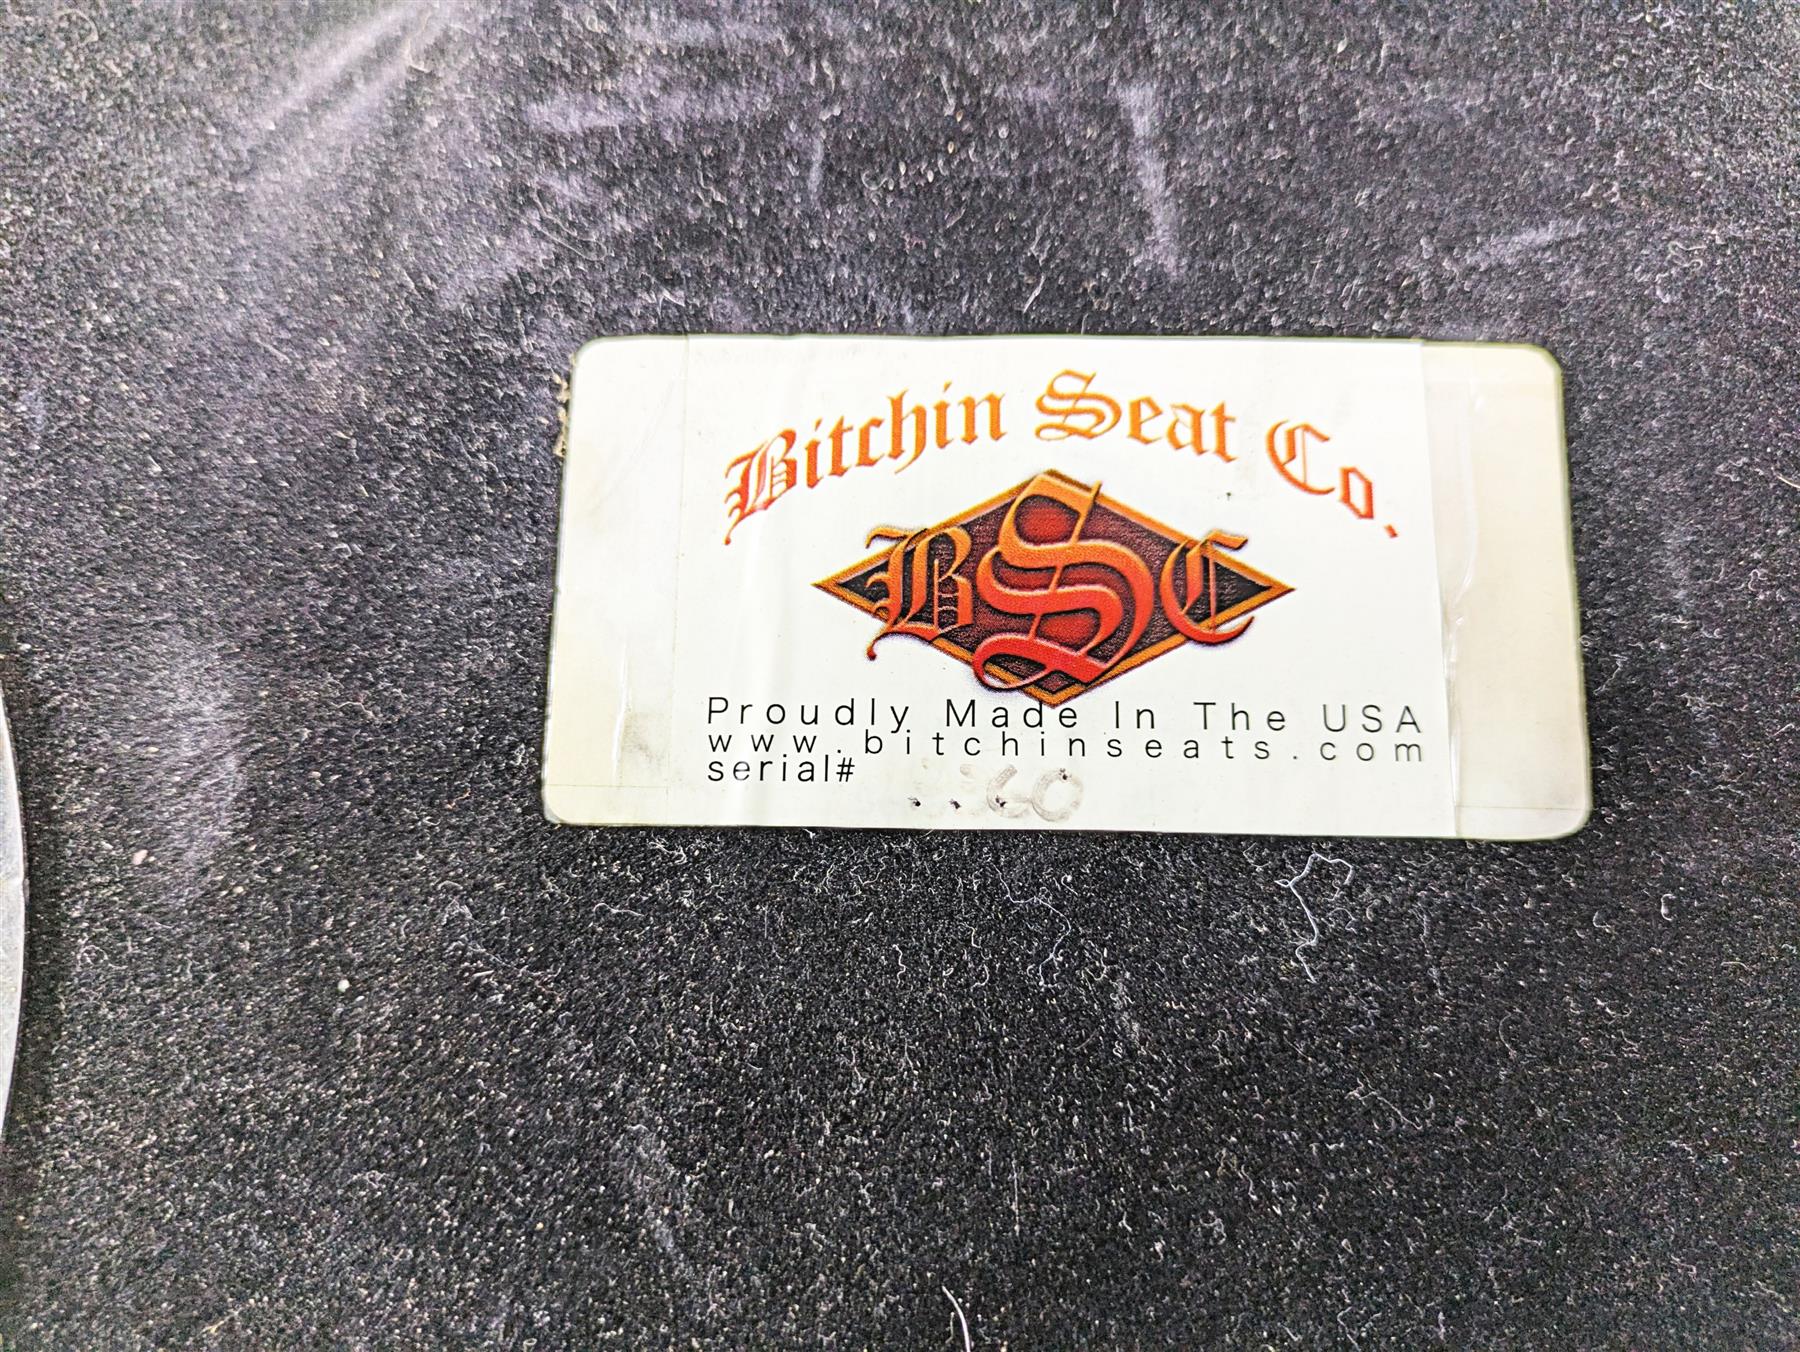 Bitchin Seat Co.
BSC
Proudly Made In The USA
www.bitchinseats.com
serial#